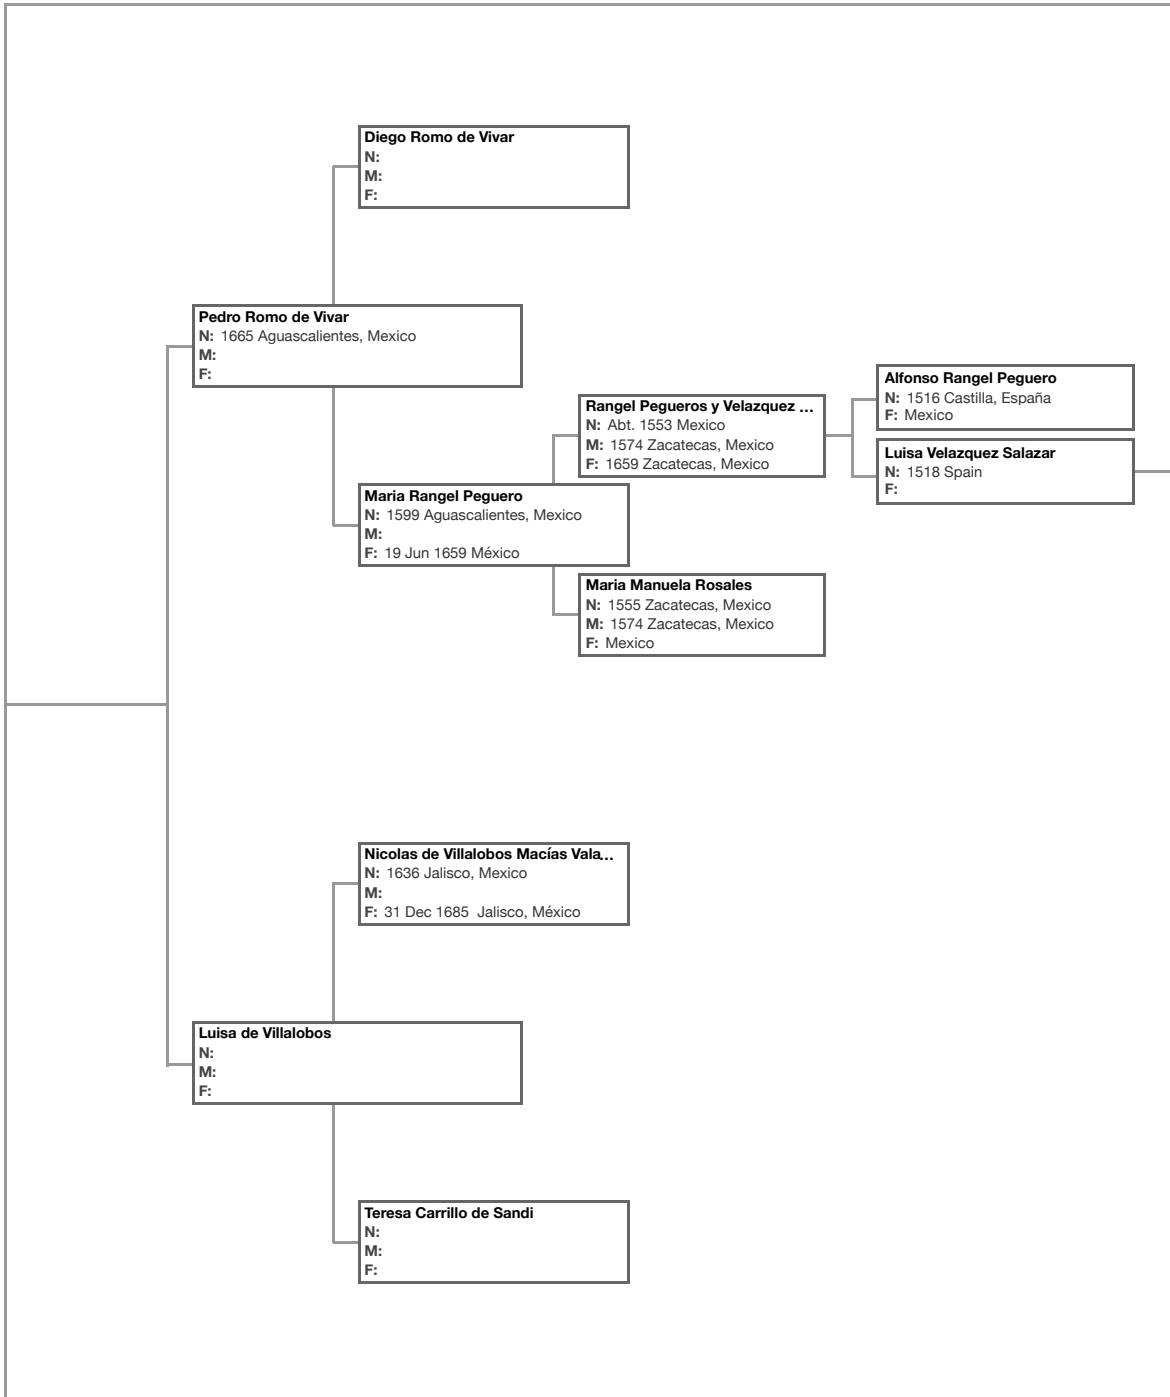 Diego Romo de Vivar
N:
M:
F:
Pedro Romo de Vivar
N: 1665 Aguascalientes, Mexico
M:
F:
Alfonso Rangel Peguero
N: 1516 Castilla, España
F: Mexico
Rangel Pegueros y Velazquez ...
N: Abt. 1553 Mexico
M: 1574 Zacatecas, Mexico
F: 1659 Zacatecas, Mexico
Luisa Velazquez Salazar
N: 1518 Spain
F:
Maria Rangel Peguero
N: 1599 Aguascalientes, Mexico
M:
F: 19 Jun 1659 México
Maria Manuela Rosales
N: 1555 Zacatecas, Mexico
M: 1574 Zacatecas, Mexico
F: Mexico
Nicolas de Villalobos Macías Vala...
N: 1636 Jalisco, Mexico
M:
F: 31 Dec 1685 Jalisco, México
Luisa de Villalobos
N:
M:
F:
Teresa Carrillo de Sandi
N:
M:
F: